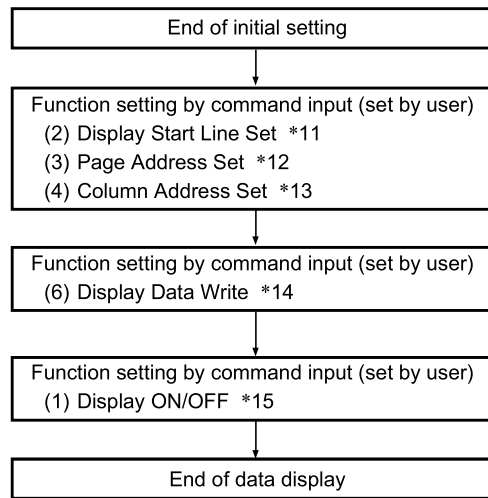 End of initial setting
Function setting by command input (set by user)
(2) Display Start Line Set *11
(3) Page Address Set *12
(4) Column Address Set *13
Function setting by command input (set by user)
(6) Display Data Write *14
Function setting by command input (set by user)
(1) Display ON/OFF *15
End of data display